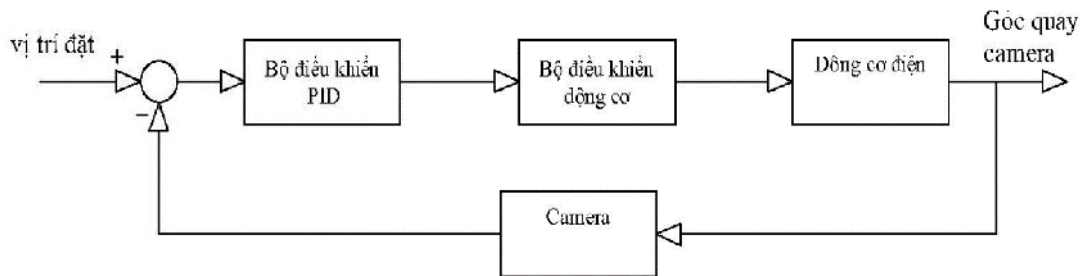 vị trí đặt
+
−
Bộ điều khiển
PID
Bộ điều khiển
động cơ
Động cơ điện
Góc quay
camera
Camera